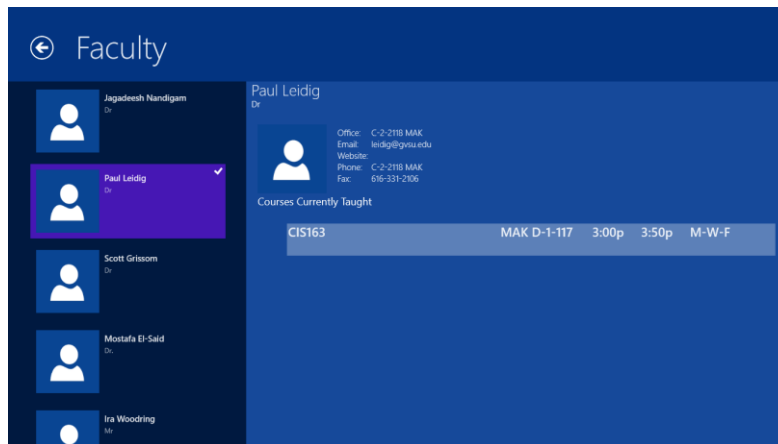 Faculty
Jagadeesh Nandigam
Dr
Paul Leidig
Dr
Scott Grissom
Dr
Mostafa El-Said
Dr.
Ira Woodring
Mr
Paul Leidig
Dr
Office: C-2-2118 MAK
Email: leidig@gvsu.edu
Website:
Phone: C-2-2118 MAK
Fax: 616-331-2106
Courses Currently Taught
CIS163 MAK D-1-117 3:00p 3:50p M-W-F